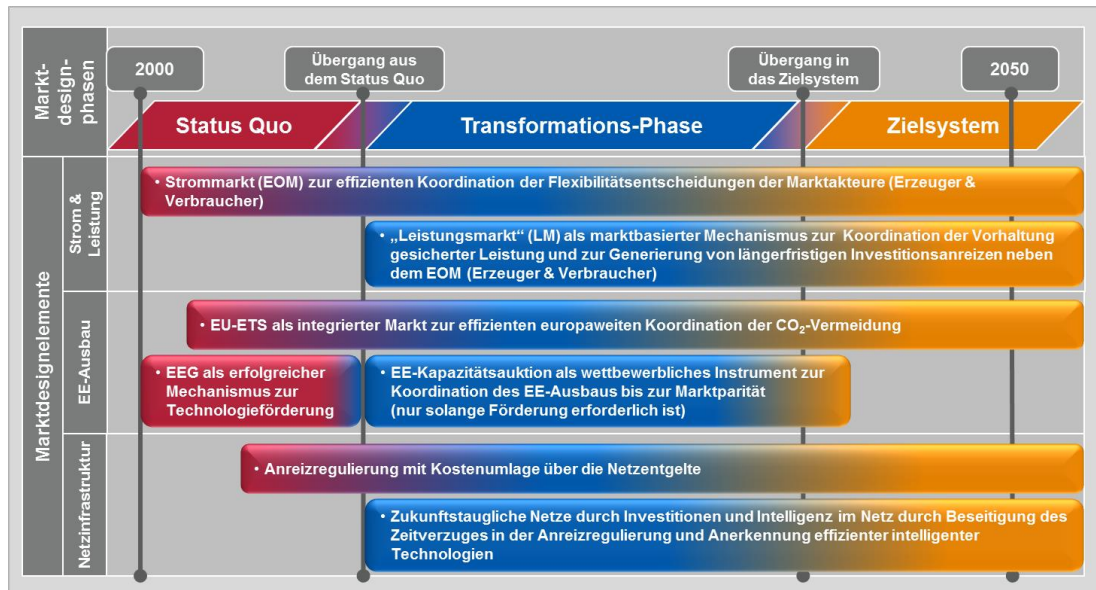 Markt-
design-
phasen
2000
Übergang aus
dem Status Quo
Übergang in
das Zielsystem
2050
Status Quo
Transformations-Phase
Zielsystem
Marktdesignelemente
Strom &
Leistung
• Strommarkt (EOM) zur effizienten Koordination der Flexibilitätsentscheidungen der Marktakteure (Erzeuger &
Verbraucher)
• „Leistungsmarkt“ (LM) als marktbasierter Mechanismus zur Koordination der Vorhaltung
gesicherter Leistung und zur Generierung von längerfristigen Investitionsanreizen neben
dem EOM (Erzeuger & Verbraucher)
EE-Ausbau
• EU-ETS als integrierter Markt zur effizienten europaweiten Koordination der CO₂-Vermeidung
• EEG als erfolgreicher
Mechanismus zur
Technologieförderung
• EE-Kapazitätsauktion als wettbewerbliches Instrument zur
Koordination des EE-Ausbaus bis zur Marktparität
(nur solange Förderung erforderlich ist)
Netzinfrastruktur
• Anreizregulierung mit Kostenumlage über die Netzentgelte
• Zukunftstaugliche Netze durch Investitionen und Intelligenz im Netz durch Beseitigung des
Zeitverzuges in der Anreizregulierung und Anerkennung effizienter intelligenter
Technologien